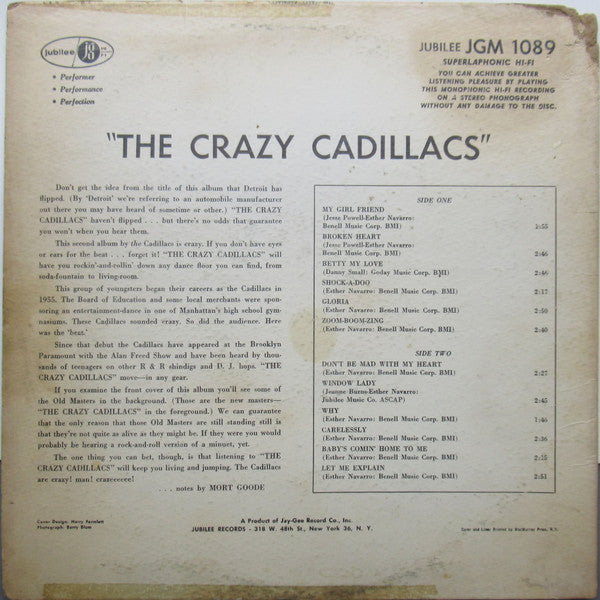 jubilee
• Performer
• Performance
• Perfection
JUBILEE JGM 1089
SUPERLAPHONIC HI-FI
YOU CAN ACHIEVE GREATER
LISTENING PLEASURE BY PLAYING
THIS MONOPHONIC HI-FI RECORDING
ON A STEREO PHONOGRAPH
WITHOUT ANY DAMAGE TO THE DISC.
"THE CRAZY CADILLACS"
Don't get the idea from the title of this album that Detroit has
flipped. (By 'Detroit' we're referring to an automobile manufacturer
out there you may have heard of sometime or other.) "THE CRAZY
CADILLACS" haven't flipped . . . but there's no odds that guarantee
you won't when you hear them.
This second album by the Cadillacs is crazy. If you don't have eyes
or ears for the beat . . . forget it! "THE CRAZY CADILLACS" will
have you rockin'-and-rollin' down any dance floor you can find, from
soda-fountain to living-room.
This group of youngsters began their careers as the Cadillacs in
1955. The Board of Education and some local merchants were spon-
soring an entertainment-dance in one of Manhattan's high school gym-
nasiums. These Cadillacs sounded crazy. So did the audience. Here
was the 'beat.'
Since that debut the Cadillacs have appeared at the Brooklyn
Paramount with the Alan Freed Show and have been heard by thou-
sands of teenagers on other R & R shindigs and D. J. hops. "THE
CRAZY CADILLACS" move—in any gear.
If you examine the front cover of this album you'll see some of
the Old Masters in the background. (Those are the new masters—
"THE CRAZY CADILLACS" in the foreground.) We can guarantee
that the only reason that those Old Masters are still standing still is
that they're not quite as alive as they might be. If they were you would
probably be hearing a rock-and-roll version of a minuet, yet.
The one thing you can bet, though, is that listening to "THE
CRAZY CADILLACS" will keep you living and jumping. The Cadillacs
are crazy! man! crazeeeeee!
. . . notes by MORT GOODE
SIDE ONE
MY GIRL FRIEND
(Jesse Powell-Esther Navarro:
Benell Music Corp. BMI) 2:55
BROKEN HEART
(Jesse Powell-Esther Navarro:
Benell Music Corp. BMI) 2:46
BETTY MY LOVE
(Danny Small: Goday Music Corp. BMI) 2:46
SHOCK-A-DOO
(Esther Navarro: Benell Music Corp. BMI) 2:17
GLORIA
(Esther Navarro: Benell Music Corp. BMI) 2:50
ZOOM-BOOM-ZING
(Esther Navarro: Benell Music Corp. BMI) 2:40
SIDE TWO
DON'T BE MAD WITH MY HEART
(Esther Navarro: Benell Music Corp. BMI) 2:27
WINDOW LADY
(Jeanne Burns-Esther Navarro:
Jubilee Music Co. ASCAP) 2:45
WHY
(Esther Navarro: Benell Music Corp. BMI) 1:46
CARELESSLY
(Esther Navarro: Benell Music Corp. BMI) 2:36
BABY'S COMIN' HOME TO ME
(Esther Navarro: Benell Music Corp. BMI) 2:15
LET ME EXPLAIN
(Esther Navarro: Benell Music Corp. BMI) 2:51
Cover Design: Harry Farmlett
Photograph: Barry Blum
A Product of Jay-Gee Record Co., Inc.
JUBILEE RECORDS - 318 W. 48th St., New York 36, N. Y.
Cover and Liner Printed by MacMurray Press, N.Y.